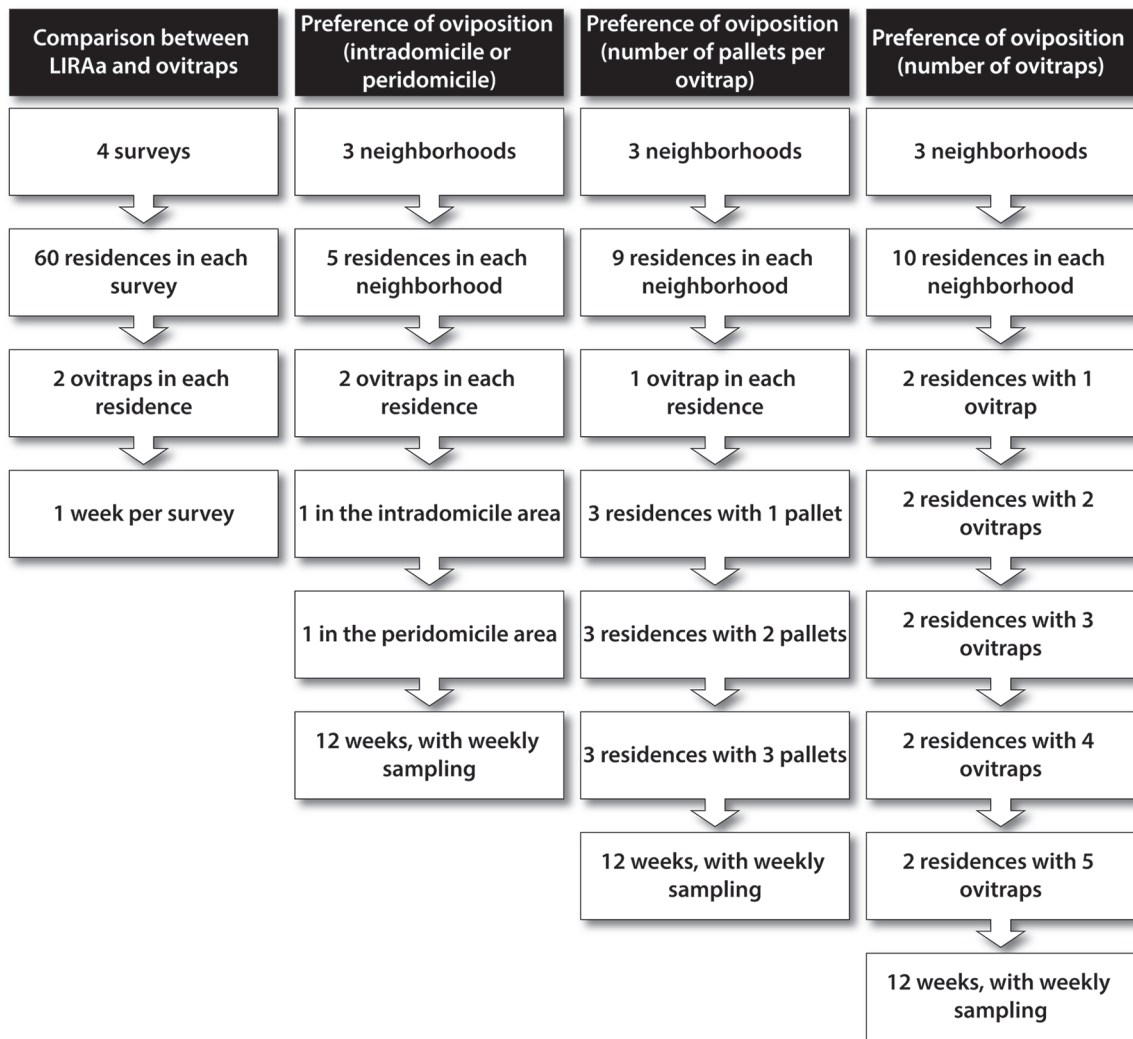 Comparison between
LIRAa and ovitraps
4 surveys
60 residences in each
survey
2 ovitraps in each
residence
1 week per survey
Preference of oviposition
(intradomicile or
peridomicile)
3 neighborhoods
5 residences in each
neighborhood
2 ovitraps in each
residence
1 in the intradomicile area
1 in the peridomicile area
12 weeks, with weekly
sampling
Preference of oviposition
(number of pallets per
ovitrap)
3 neighborhoods
9 residences in each
neighborhood
1 ovitrap in each
residence
3 residences with 1 pallet
3 residences with 2 pallets
3 residences with 3 pallets
12 weeks, with weekly
sampling
Preference of oviposition
(number of ovitraps)
3 neighborhoods
10 residences in each
neighborhood
2 residences with 1
ovitrap
2 residences with 2
ovitraps
2 residences with 3
ovitraps
2 residences with 4
ovitraps
2 residences with 5
ovitraps
12 weeks, with weekly
sampling